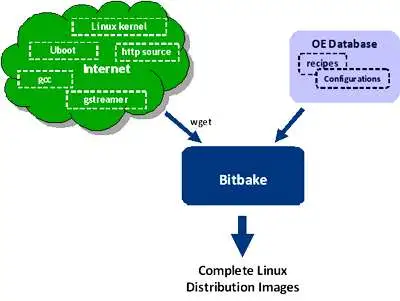 Linux kernel
Uboot
http source
Internet
gcc
gstreamer
OE Database
recipes
Configurations
wget
Bitbake
Complete Linux
Distribution Images